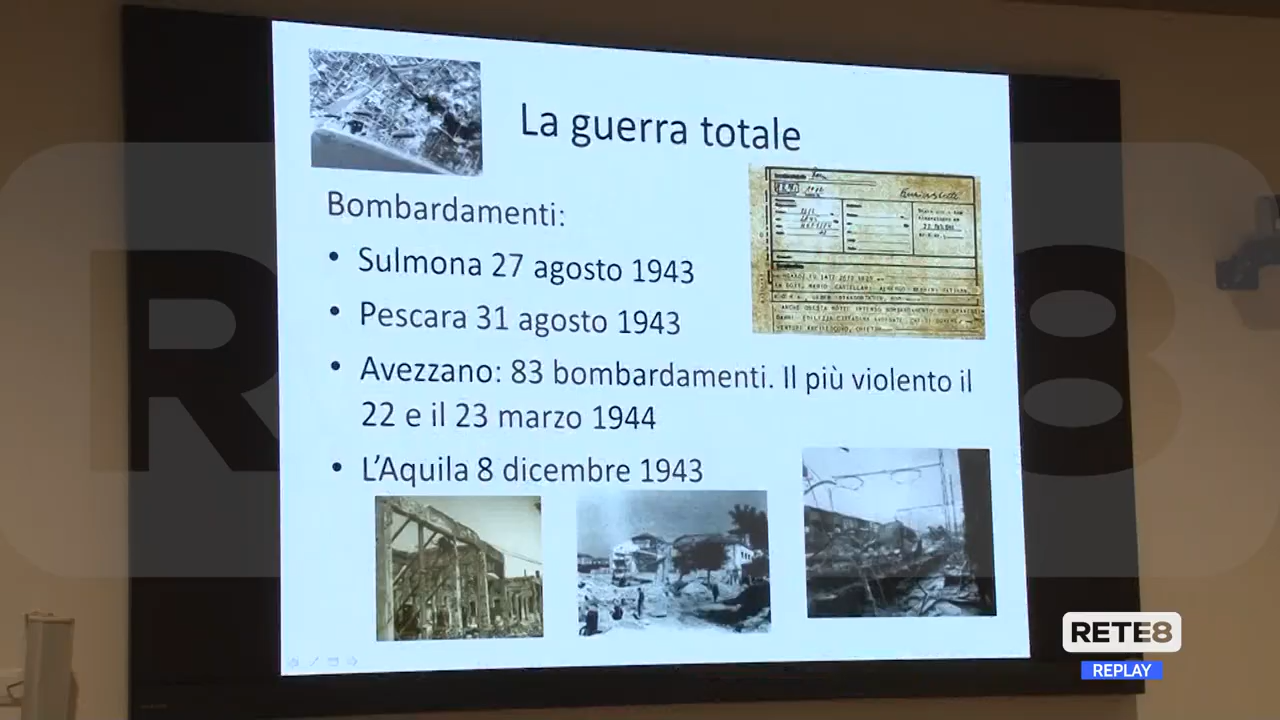 La guerra totale
Bombardamenti:
• Sulmona 27 agosto 1943
• Pescara 31 agosto 1943
• Avezzano: 83 bombardamenti. Il più violento il
22 e il 23 marzo 1944
• L'Aquila 8 dicembre 1943
R 8
RETE8
REPLAY